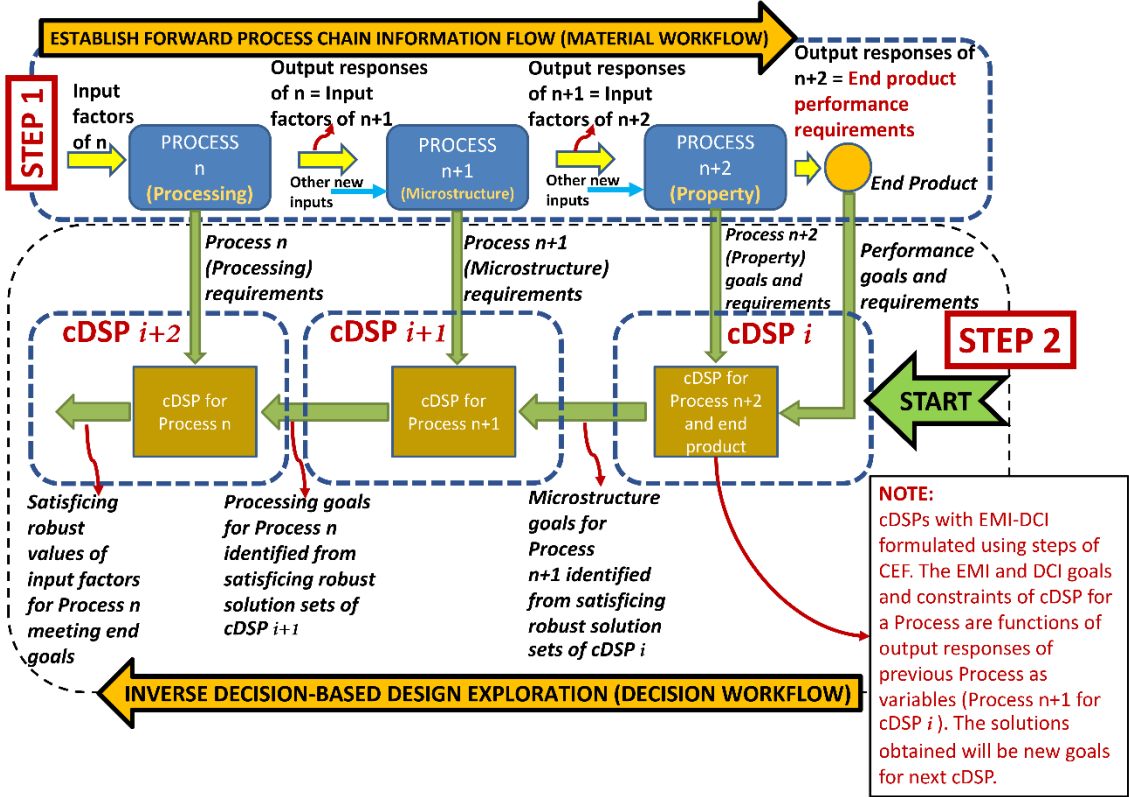 ESTABLISH FORWARD PROCESS CHAIN INFORMATION FLOW (MATERIAL WORKFLOW)
STEP 1
Input
factors
of n
PROCESS
n
(Processing)
Output responses
of n = Input
factors of n+1
Other new
inputs
PROCESS
n+1
(Microstructure)
Output responses
of n+1 = Input
factors of n+2
Other new
inputs
PROCESS
n+2
(Property)
Output responses of
n+2 = End product
performance
requirements
End Product
Process n
(Processing)
requirements
Process n+1
(Microstructure)
requirements
Process n+2
(Property)
goals and
requirements
Performance
goals and
requirements
STEP 2
START
cDSP i+2
cDSP for
Process n
cDSP i+1
cDSP for
Process n+1
cDSP i
cDSP for
Process n+2
and end
product
Satisficing
robust
values of
input factors
for Process n
meeting end
goals
Processing goals
for Process n
identified from
satisficing robust
solution sets of
cDSP i+1
Microstructure
goals for
Process
n+1 identified
from satisficing
robust solution
sets of cDSP i
NOTE:
cDSPs with EMI-DCI
formulated using steps of
CEF. The EMI and DCI goals
and constraints of cDSP for
a Process are functions of
output responses of
previous Process as
variables (Process n+1 for
cDSP i ). The solutions
obtained will be new goals
for next cDSP.
INVERSE DECISION-BASED DESIGN EXPLORATION (DECISION WORKFLOW)